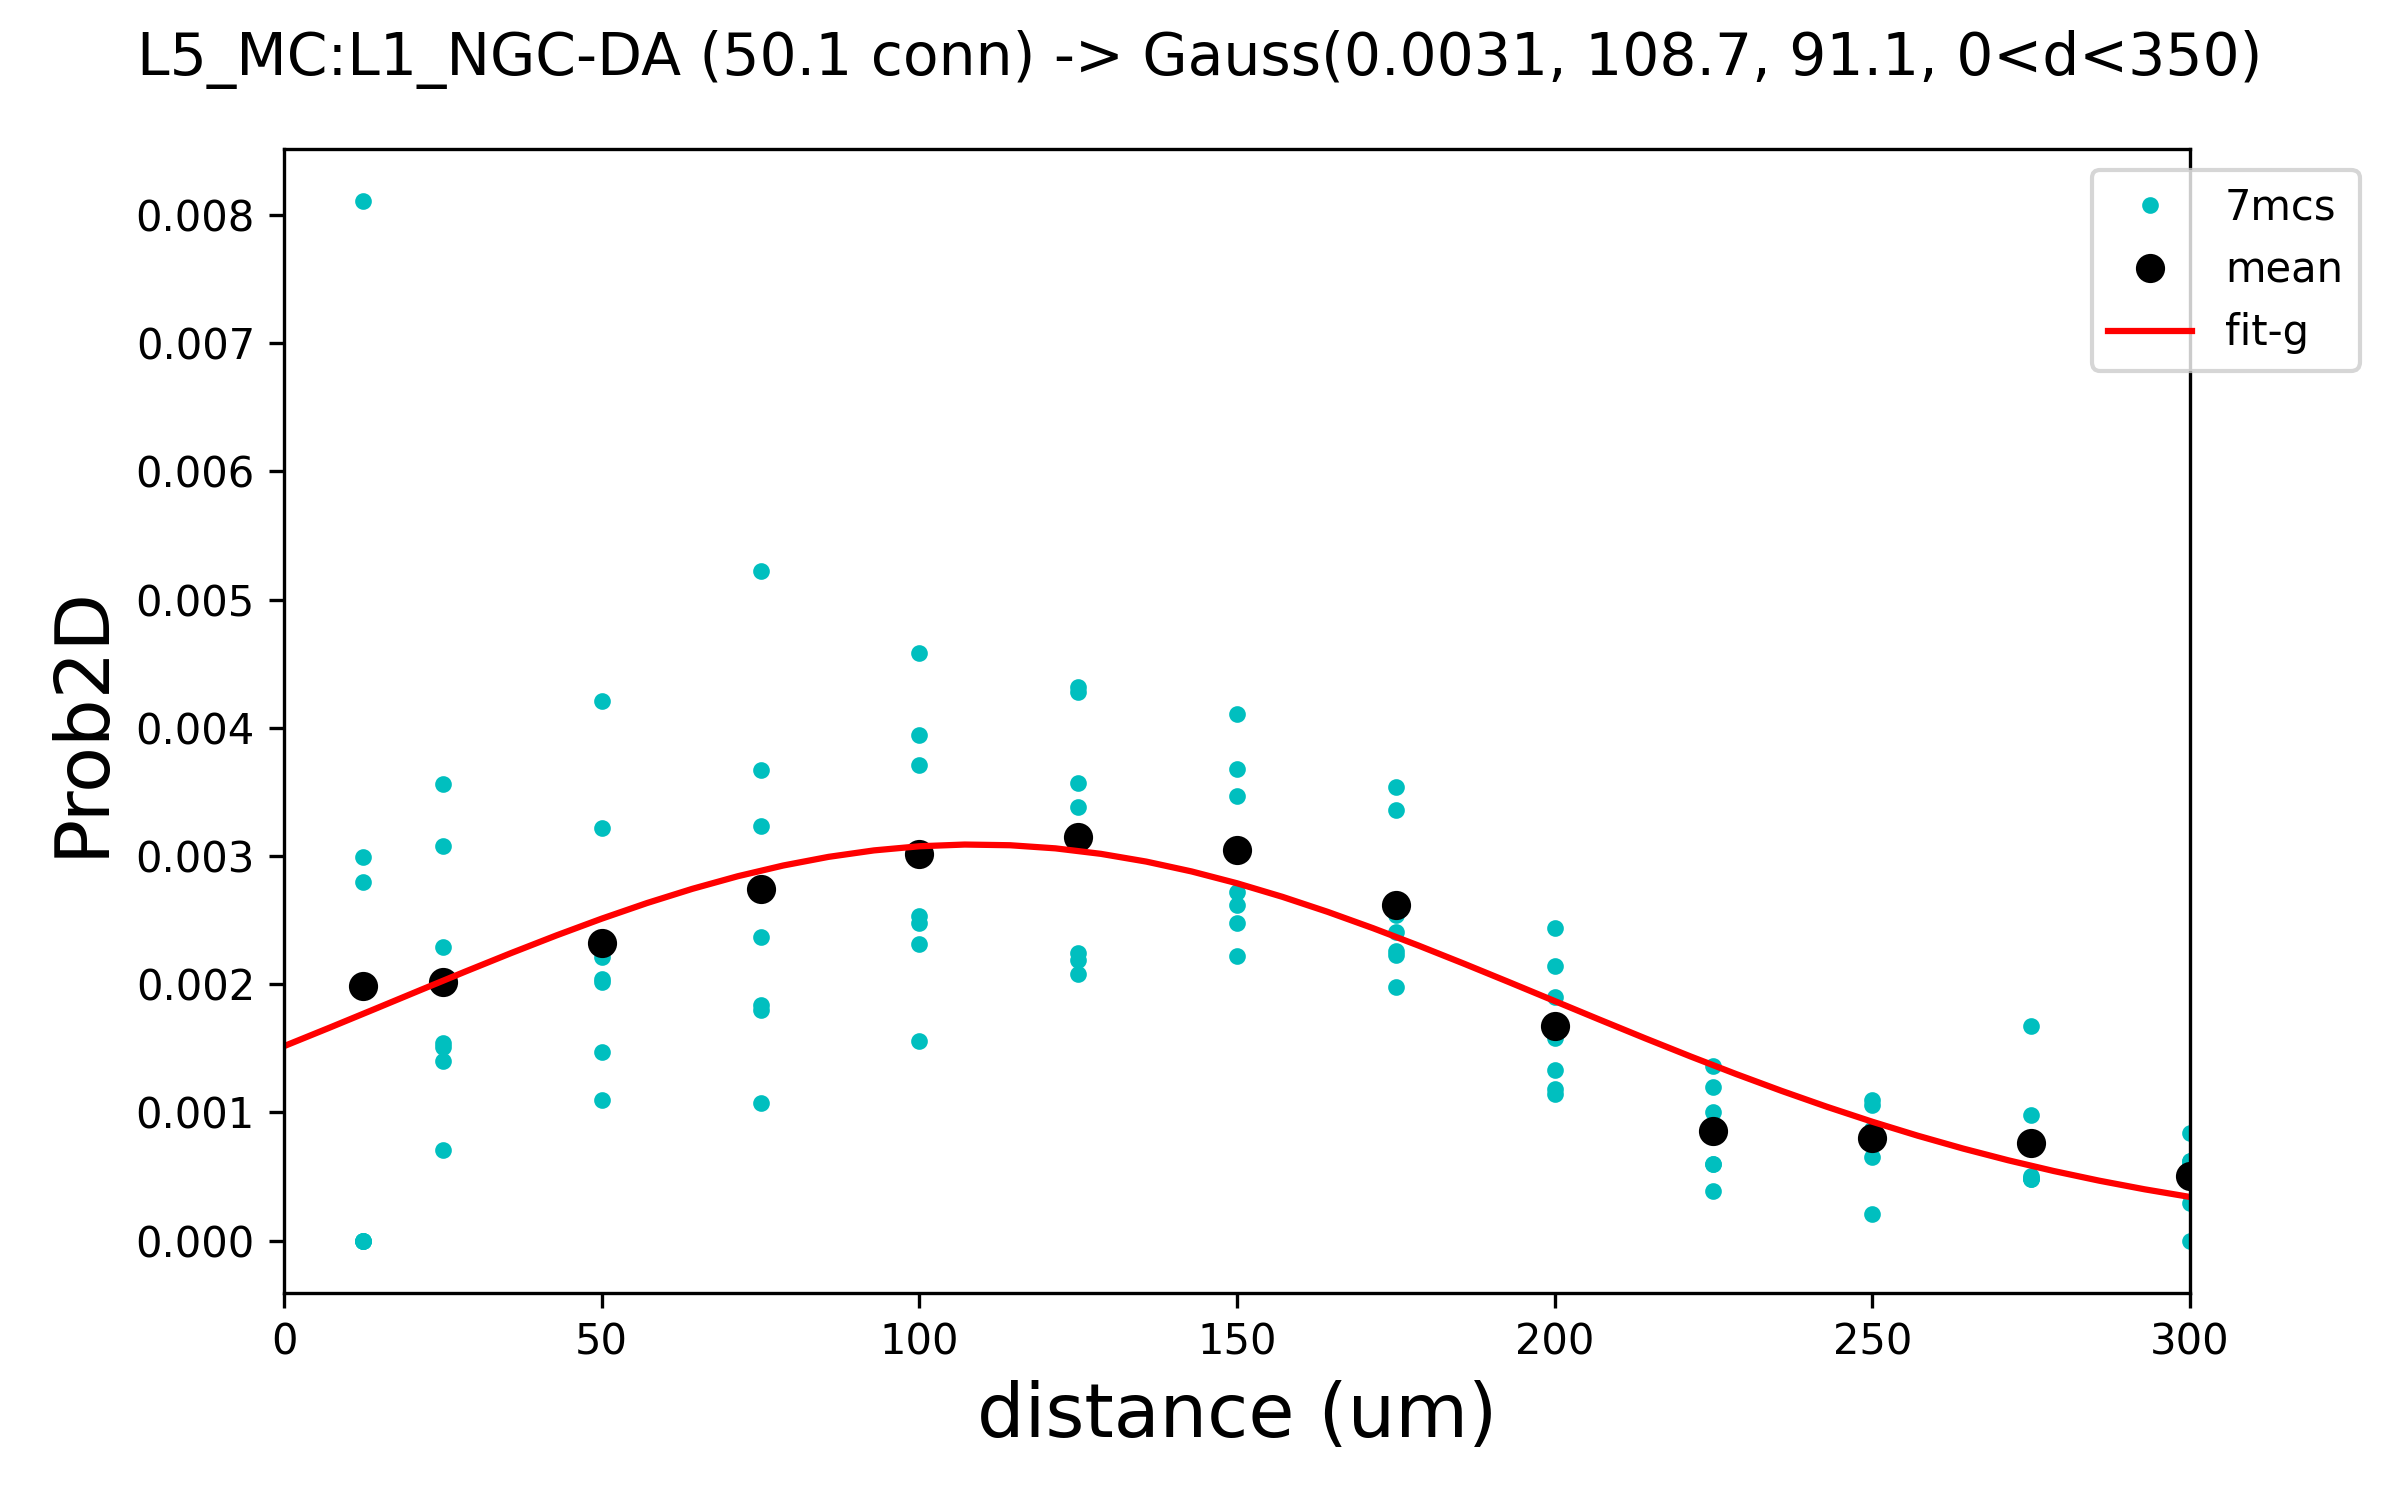 L5_MC:L1_NGC-DA (50.1 conn) -> Gauss(0.0031, 108.7, 91.1, 0<d<350)
7mcs
mean
fit-g
Prob2D
0.008
0.007
0.006
0.005
0.004
0.003
0.002
0.001
0.000
0 50 100 150 200 250 300
distance (um)